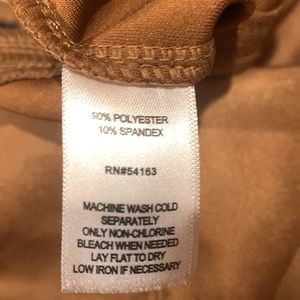 90% POLYESTER
10% SPANDEX
RN#54163
MACHINE WASH COLD
SEPARATELY
ONLY NON-CHLORINE
BLEACH WHEN NEEDED
LAY FLAT TO DRY
LOW IRON IF NECESSARY